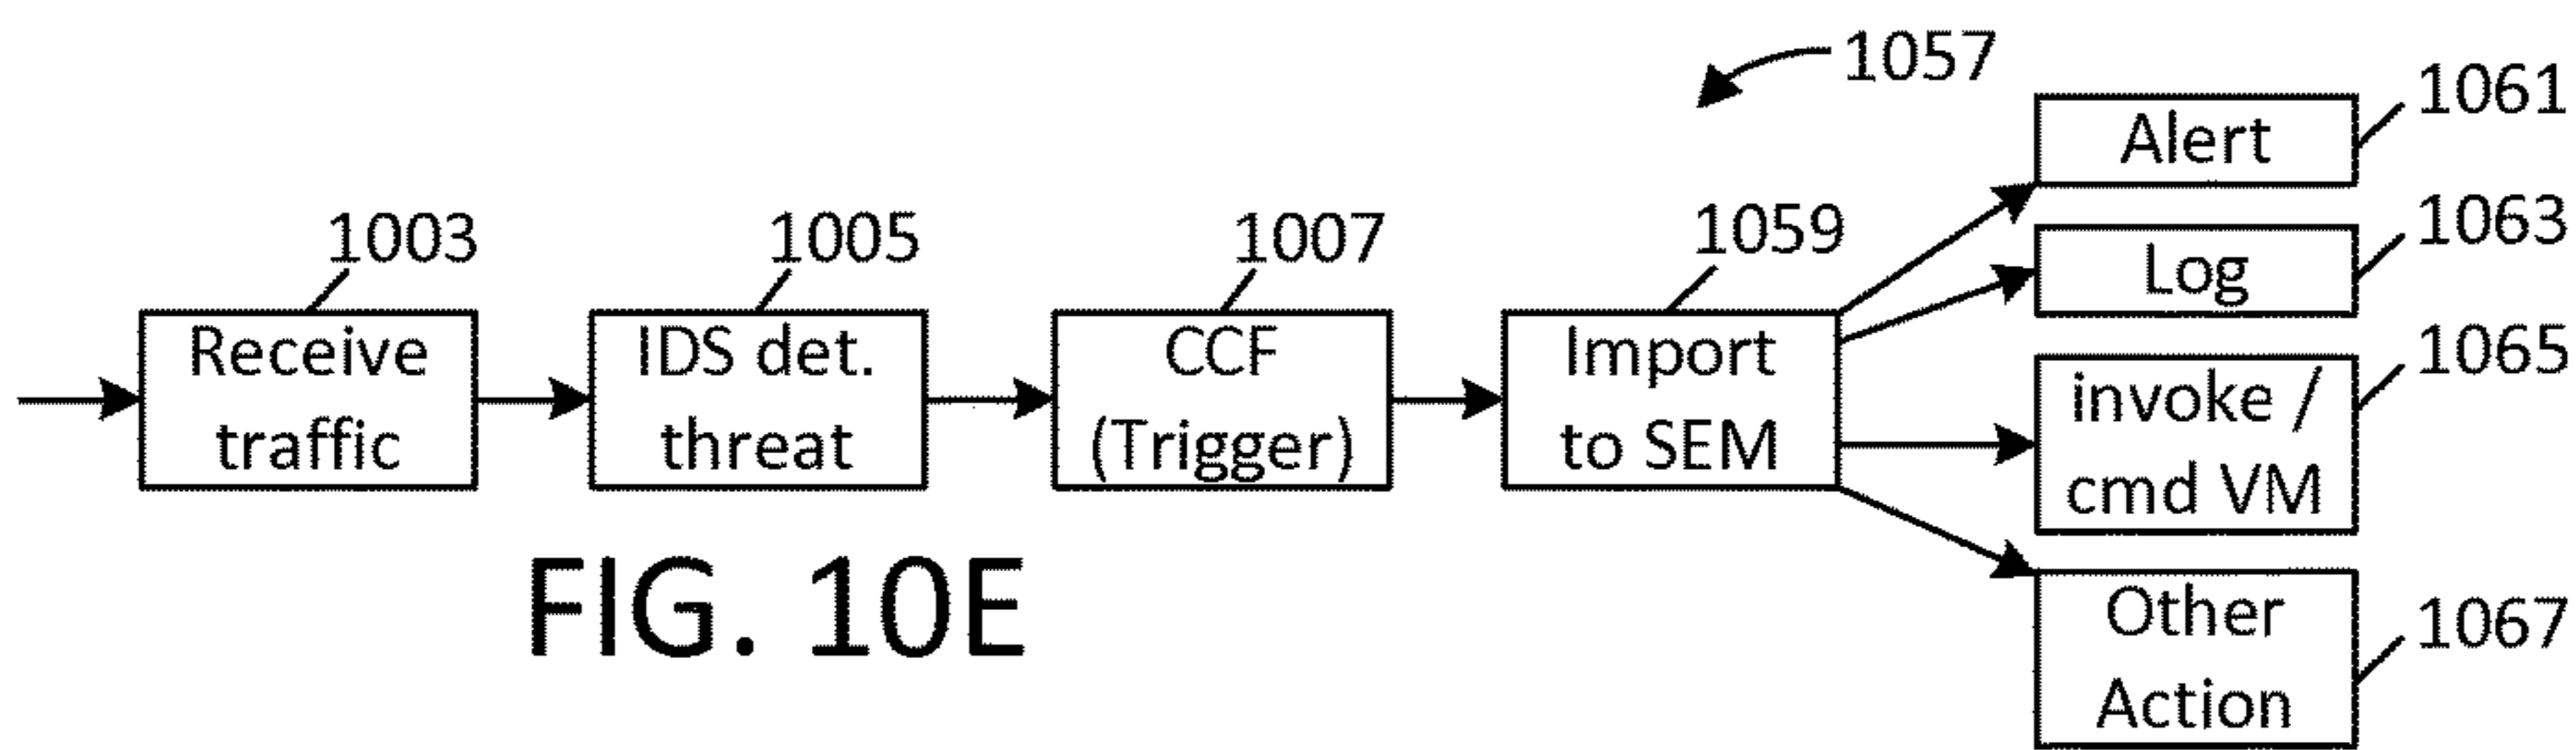 1057
1061
Alert
1063
Log
1003
1005
1007
1059
1065
Receive
traffic
IDS det.
threat
CCF
(Trigger)
Import
to SEM
invoke /
cmd VM
1067
Other
Action
FIG. 10E